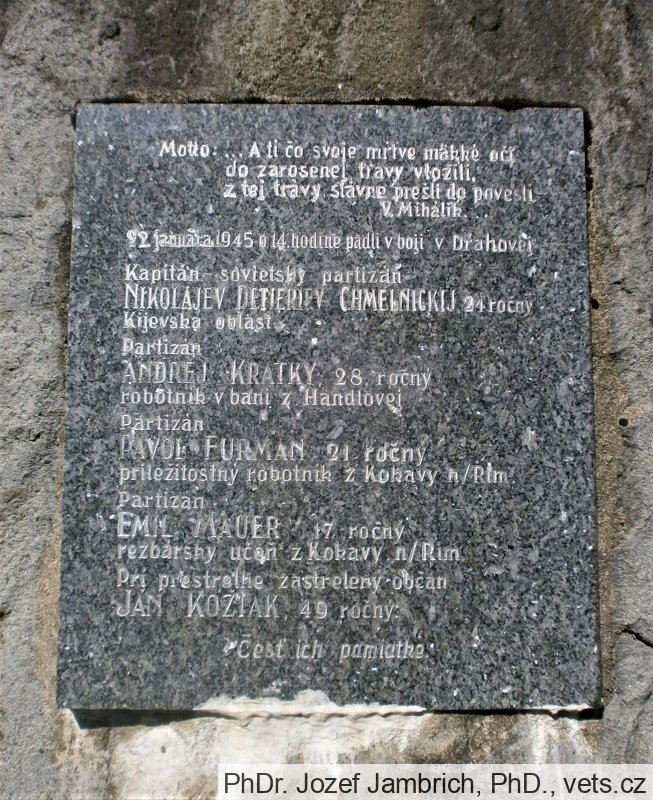 Motto: ... A tí čo svoje mŕtve mäkké oči
do zarosenej trávy vložili,
z tej trávy slávne prešli do povesti
V. Mihálik.
22 januára 1945 o 14. hodine padli v boji v Drahovej
Kapitán - sovietsky partizán
NIKOLAJEV DETIERIEV CHMELNICKIJ, 24 ročný
Kijevska oblasť
Partizán
ANDREJ KRÁTKY, 28. ročný
robotník v bani z Handlovej
Partizán
PAVOL FURMAN, 21. ročný
príležitostný robotník z Kokavy n/Rim.
Partizán
EMIL MAUER 17 ročný
rezbársky učeň z Kokavy n/Rim
Pri prestrelke zastrelený občan
JÁN KOŽIAK, 49 ročný.
Česť ich pamiatke
PhDr. Jozef Jambrich, PhD., vets.cz